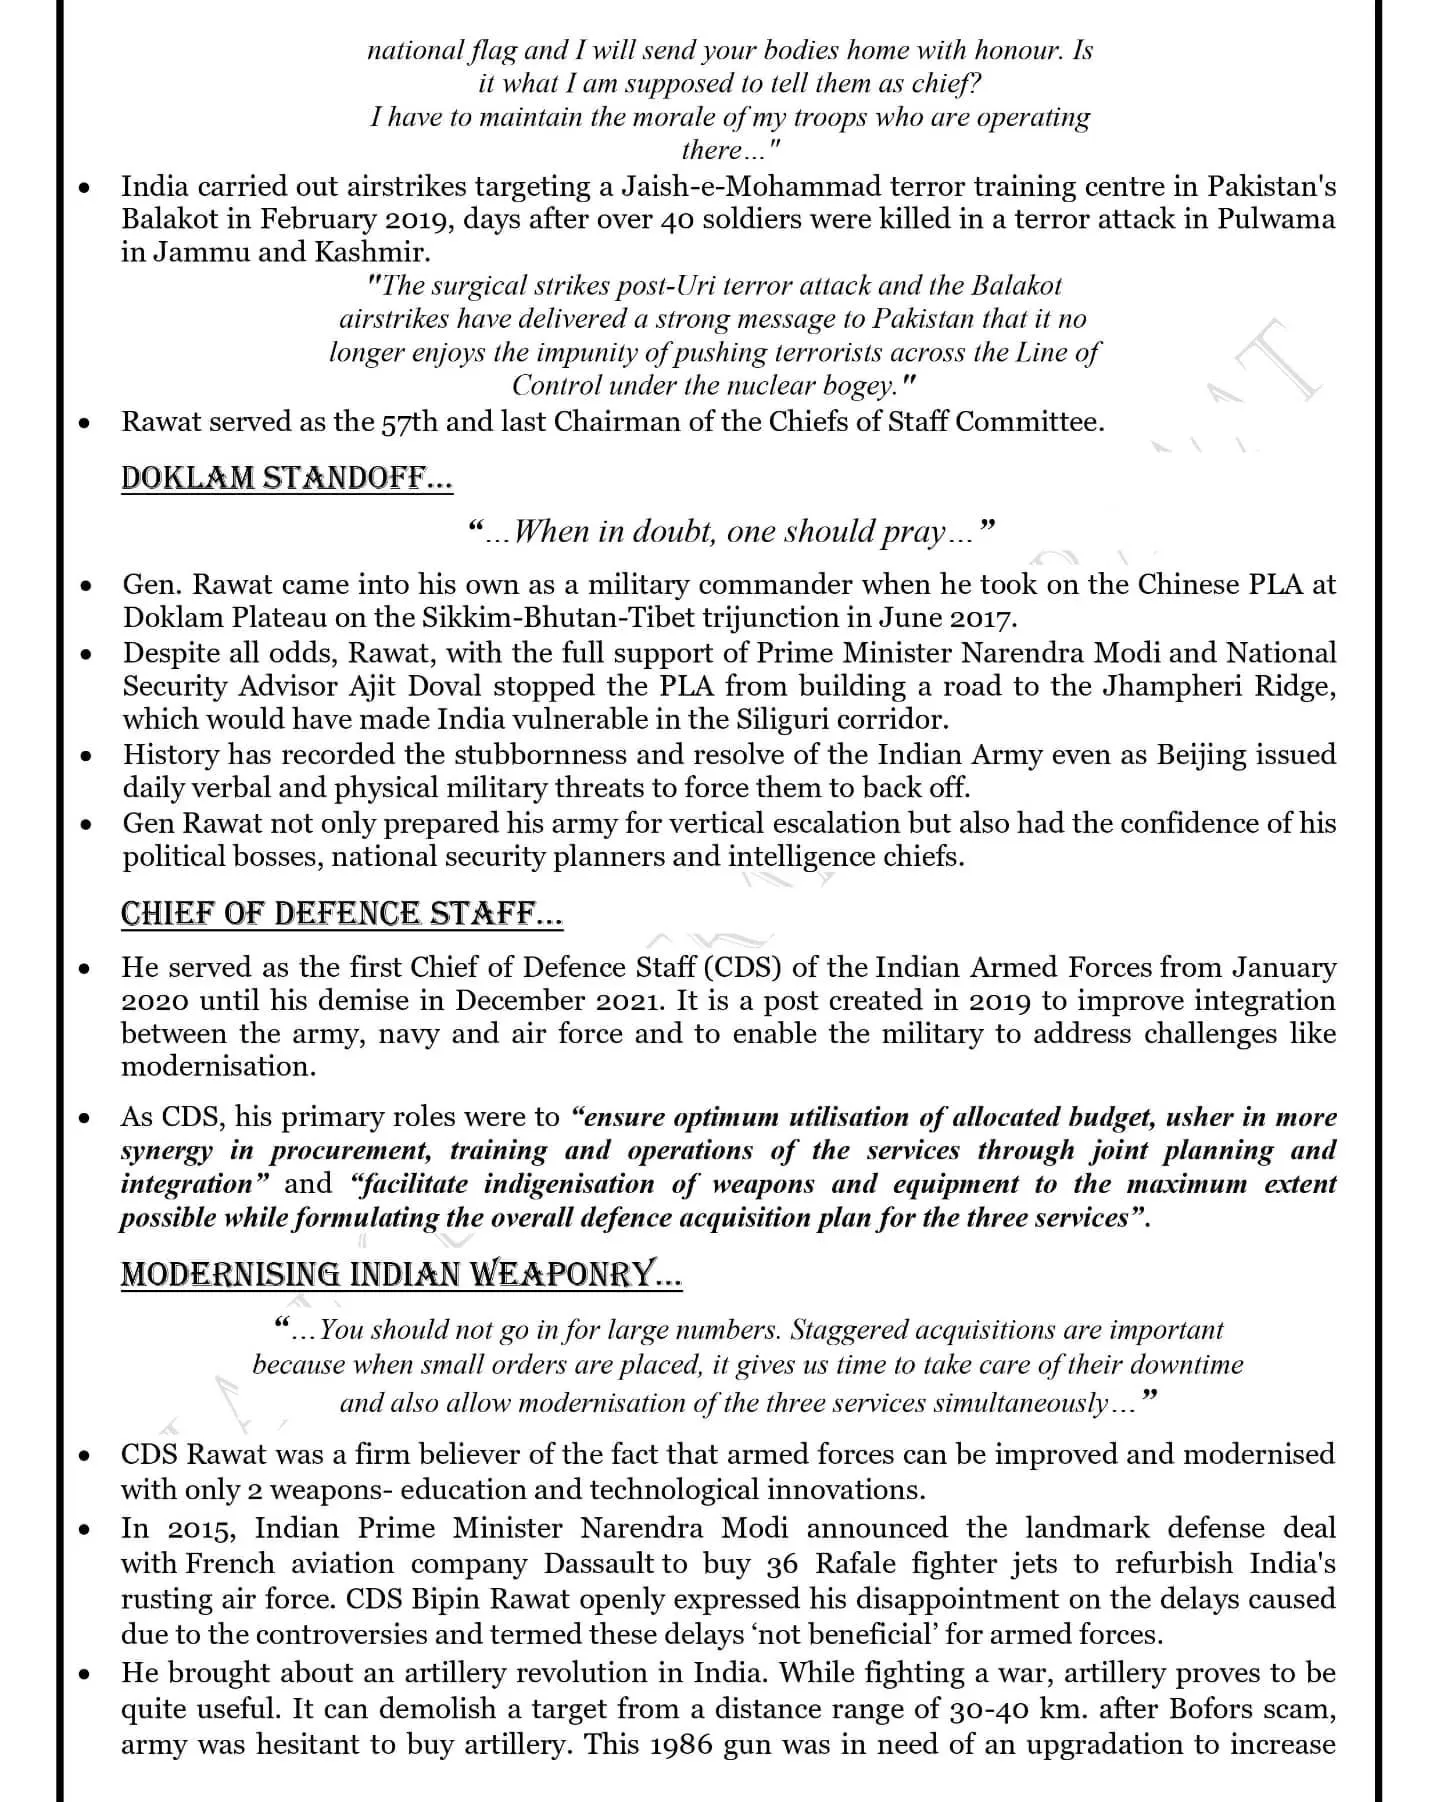 national flag and I will send your bodies home with honour. Is
it what I am supposed to tell them as chief?
I have to maintain the morale of my troops who are operating
there…"
• India carried out airstrikes targeting a Jaish-e-Mohammad terror training centre in Pakistan's
Balakot in February 2019, days after over 40 soldiers were killed in a terror attack in Pulwama
in Jammu and Kashmir.
"The surgical strikes post-Uri terror attack and the Balakot
airstrikes have delivered a strong message to Pakistan that it no
longer enjoys the impunity of pushing terrorists across the Line of
Control under the nuclear bogey."
• Rawat served as the 57th and last Chairman of the Chiefs of Staff Committee.
DOKLAM STANDOFF…
“…When in doubt, one should pray…”
• Gen. Rawat came into his own as a military commander when he took on the Chinese PLA at
Doklam Plateau on the Sikkim-Bhutan-Tibet trijunction in June 2017.
• Despite all odds, Rawat, with the full support of Prime Minister Narendra Modi and National
Security Advisor Ajit Doval stopped the PLA from building a road to the Jhampheri Ridge,
which would have made India vulnerable in the Siliguri corridor.
• History has recorded the stubbornness and resolve of the Indian Army even as Beijing issued
daily verbal and physical military threats to force them to back off.
• Gen Rawat not only prepared his army for vertical escalation but also had the confidence of his
political bosses, national security planners and intelligence chiefs.
CHIEF OF DEFENCE STAFF…
• He served as the first Chief of Defence Staff (CDS) of the Indian Armed Forces from January
2020 until his demise in December 2021. It is a post created in 2019 to improve integration
between the army, navy and air force and to enable the military to address challenges like
modernisation.
• As CDS, his primary roles were to “ensure optimum utilisation of allocated budget, usher in more
synergy in procurement, training and operations of the services through joint planning and
integration” and “facilitate indigenisation of weapons and equipment to the maximum extent
possible while formulating the overall defence acquisition plan for the three services”.
MODERNISING INDIAN WEAPONRY…
“…You should not go in for large numbers. Staggered acquisitions are important
because when small orders are placed, it gives us time to take care of their downtime
and also allow modernisation of the three services simultaneously…”
• CDS Rawat was a firm believer of the fact that armed forces can be improved and modernised
with only 2 weapons- education and technological innovations.
• In 2015, Indian Prime Minister Narendra Modi announced the landmark defense deal
with French aviation company Dassault to buy 36 Rafale fighter jets to refurbish India's
rusting air force. CDS Bipin Rawat openly expressed his disappointment on the delays caused
due to the controversies and termed these delays ‘not beneficial’ for armed forces.
• He brought about an artillery revolution in India. While fighting a war, artillery proves to be
quite useful. It can demolish a target from a distance range of 30-40 km. after Bofors scam,
army was hesitant to buy artillery. This 1986 gun was in need of an upgradation to increase